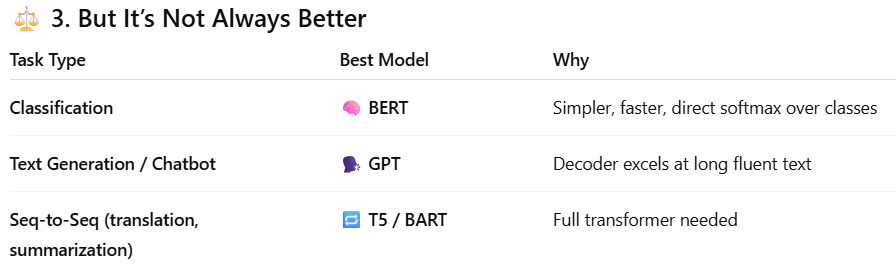 ⚖️ 3. But It’s Not Always Better
Task Type Best Model Why
Classification 🧠 BERT Simpler, faster, direct softmax over classes
Text Generation / Chatbot 🗣️ GPT Decoder excels at long fluent text
Seq-to-Seq (translation, 🔁 T5 / BART Full transformer needed
summarization)